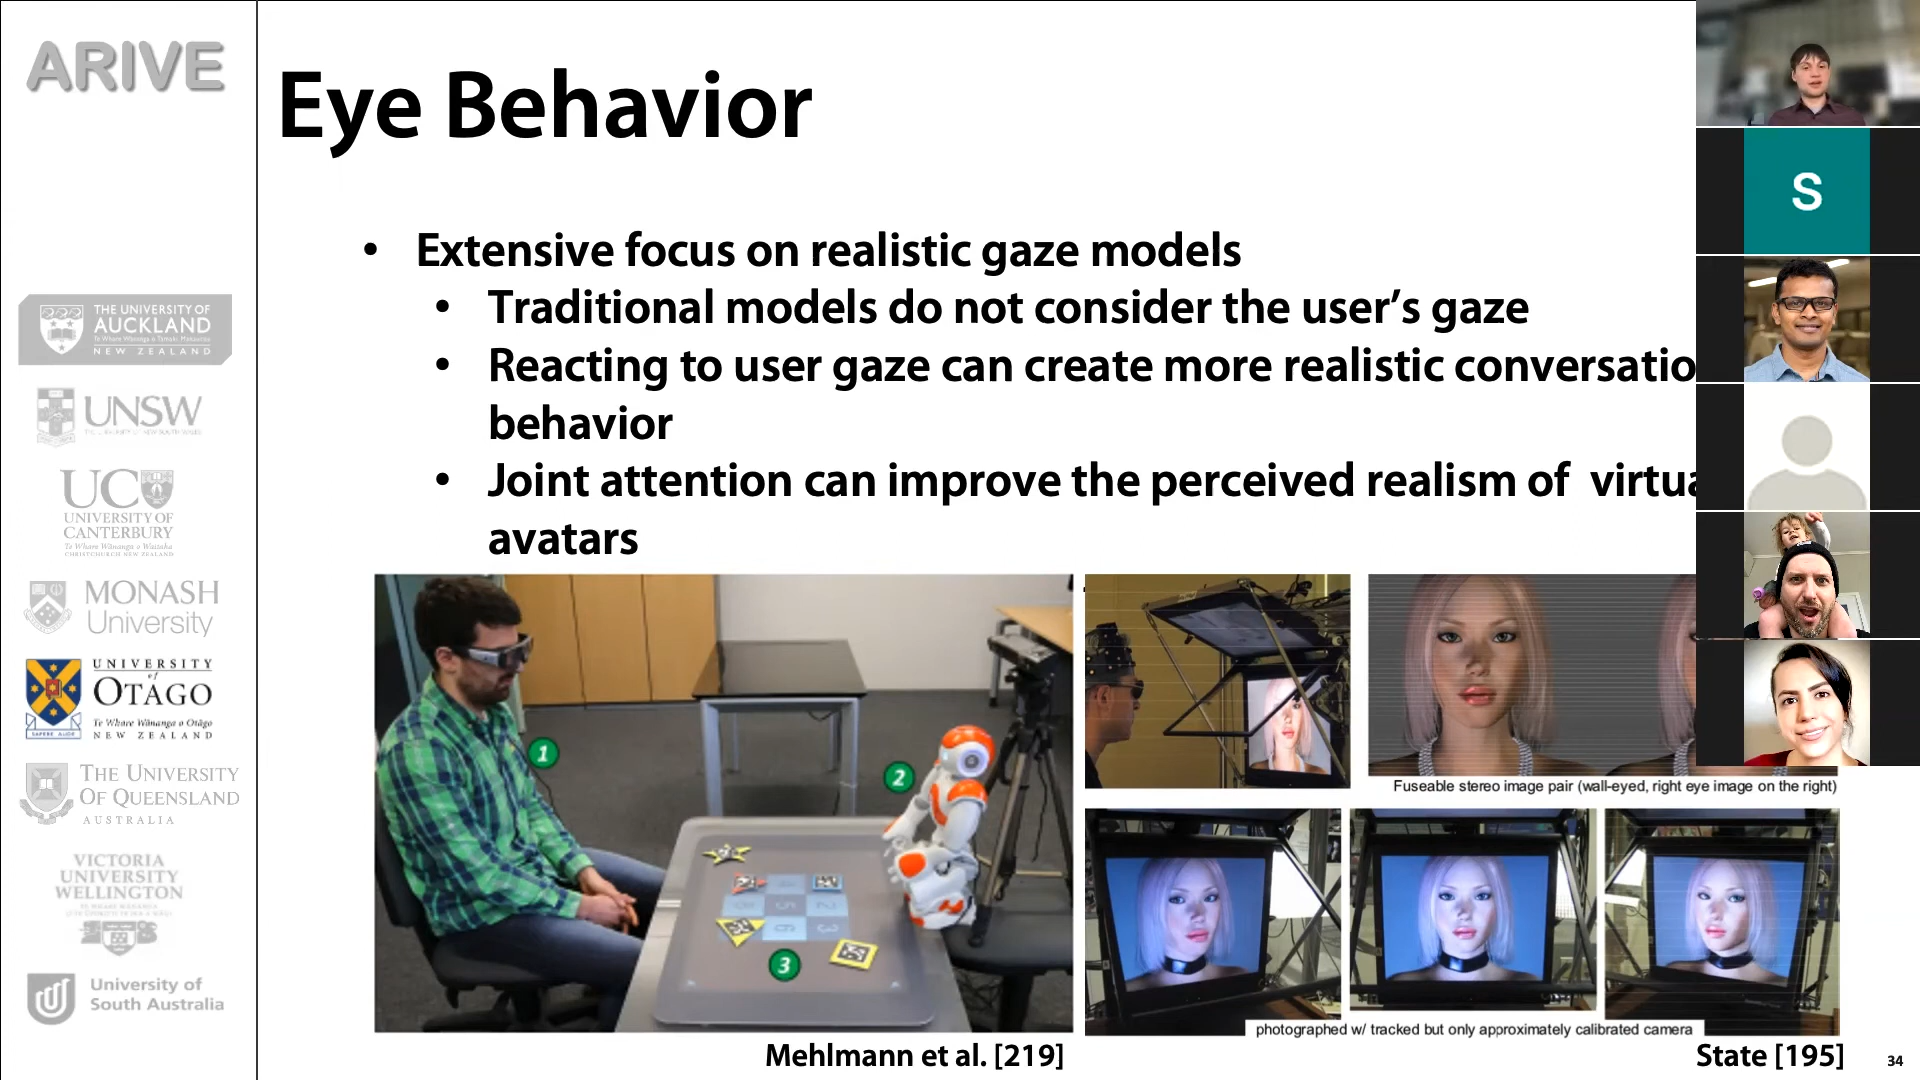 ARIVE
Eye Behavior
• Extensive focus on realistic gaze models
• Traditional models do not consider the user’s gaze
• Reacting to user gaze can create more realistic conversatio
behavior
• Joint attention can improve the perceived realism of virtua
avatars
THE UNIVERSITY OF
AUCKLAND
Te Whare Wānanga o Tāmaki Makaurau
NEW ZEALAND
UNSW
UC
UNIVERSITY OF
CANTERBURY
Te Whare Wānanga o Waitaha
CHRISTCHURCH NEW ZEALAND
MONASH
University
UNIVERSITY
of
OTAGO
Te Whare Wānanga o Otāgo
NEW ZEALAND
SAPERE AUDE
THE UNIVERSITY
OF QUEENSLAND
AUSTRALIA
VICTORIA
UNIVERSITY
WELLINGTON
University of
South Australia
S
1
2
3
Fuseable stereo image pair (wall-eyed, right eye image on the right)
photographed w/ tracked but only approximately calibrated camera
Mehlmann et al. [219]
State [195]
34